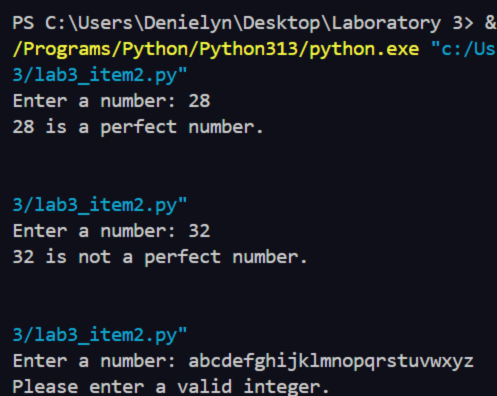 PS C:\Users\Denielyn\Desktop\Laboratory 3> &
/Programs/Python/Python313/python.exe "c:/Us
3/lab3_item2.py"
Enter a number: 28
28 is a perfect number.
3/lab3_item2.py"
Enter a number: 32
32 is not a perfect number.
3/lab3_item2.py"
Enter a number: abcdefghijklmnopqrstuvwxyz
Please enter a valid integer.